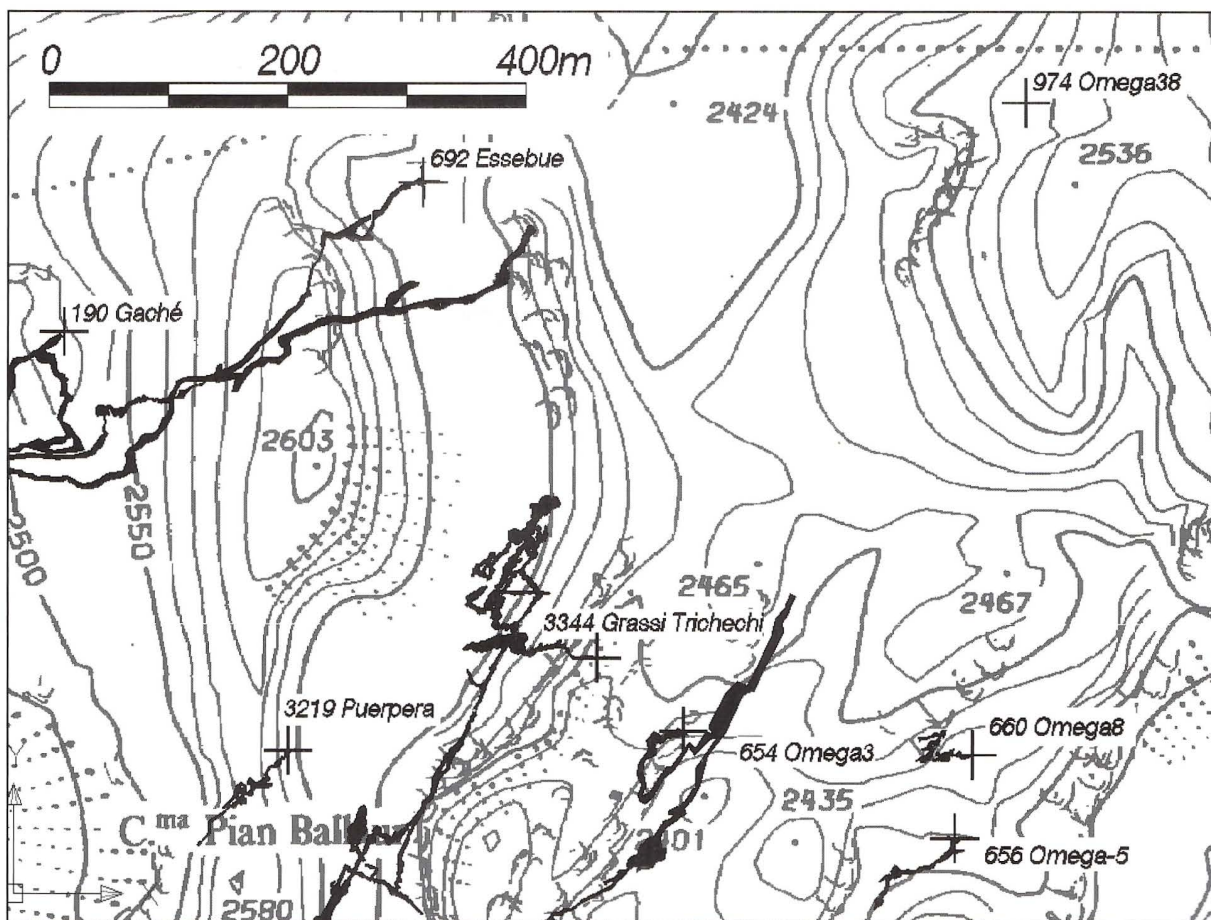 0 200 400m
974 Omega38
2424
2536
692 Essebue
190 Gaché
2603
2550
2500
2465
2467
3344 Grassi Trichechi
3219 Puerpera
660 Omega8
654 Omega3
2435
C.ma Pian
656 Omega-5
2580